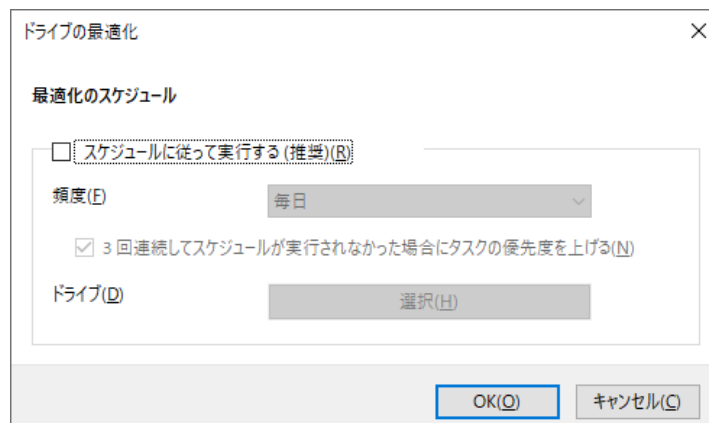 ドライブの最適化
最適化のスケジュール
スケジュールに従って実行する (推奨)(R)
頻度(F)
毎日
3 回連続してスケジュールが実行されなかった場合にタスクの優先度を上げる(N)
ドライブ(D)
選択(H)
OK(O)
キャンセル(C)